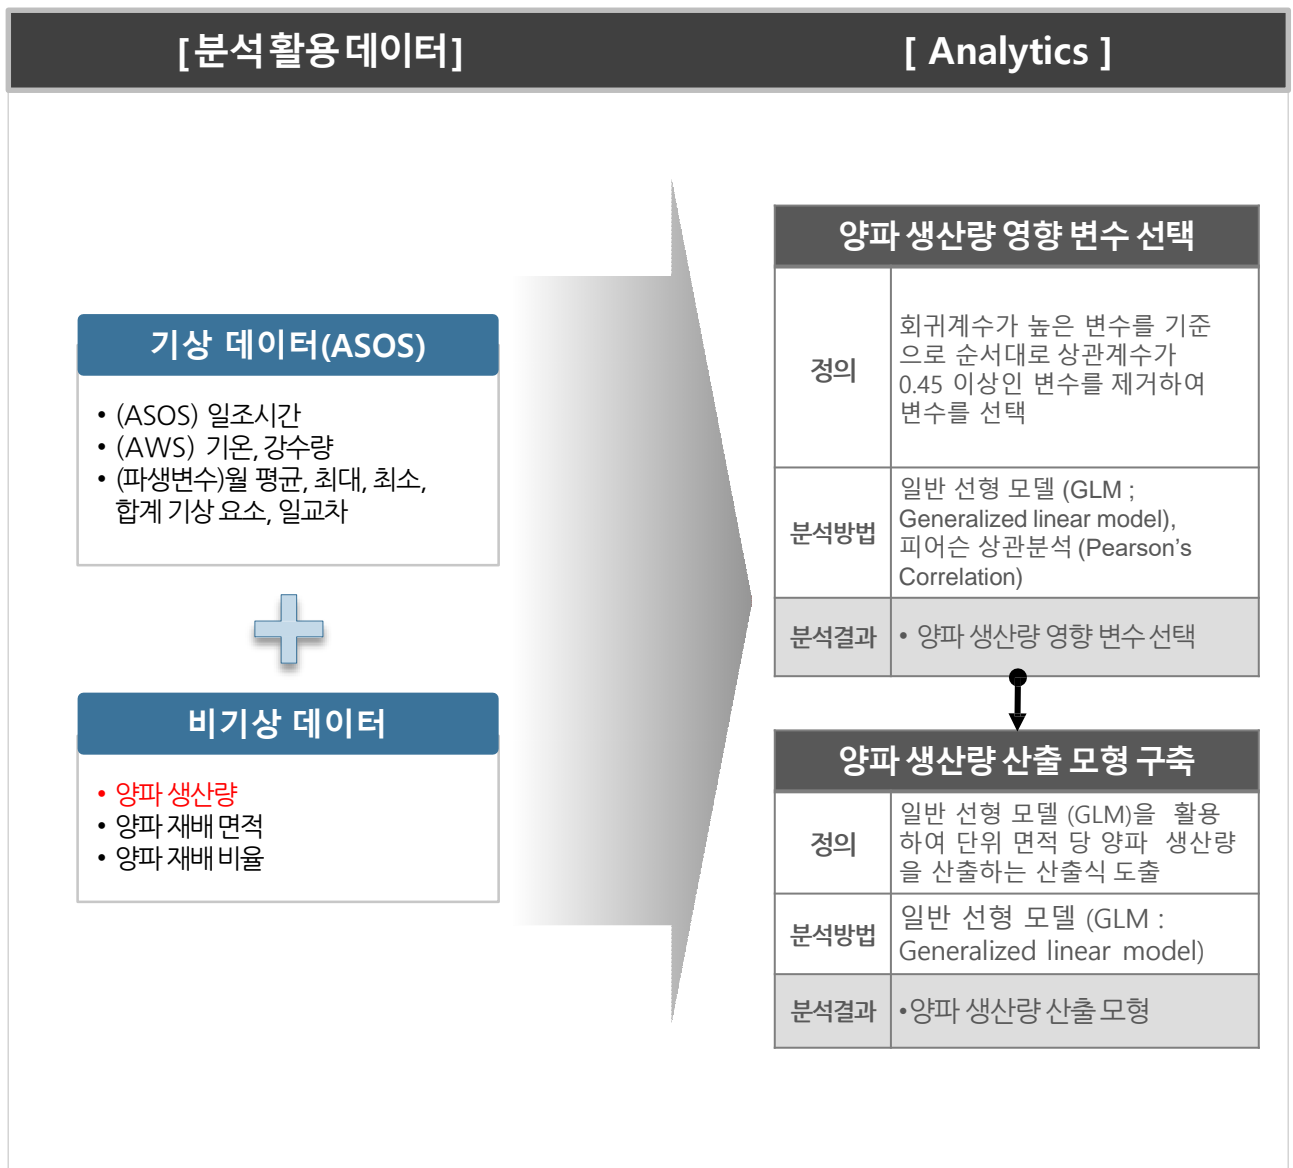 [분석 활용 데이터]
[ Analytics ]
기상 데이터(ASOS)
• (ASOS) 일조시간
• (AWS) 기온, 강수량
• (파생변수)월 평균, 최대, 최소,
합계 기상 요소, 일교차
비기상 데이터
• 양파 생산량
• 양파 재배 면적
• 양파 재배 비율
양파 생산량 영향 변수 선택
정의
회귀계수가 높은 변수를 기준
으로 순서대로 상관계수가
0.45 이상인 변수를 제거하여
변수를 선택
분석방법
일반 선형 모델 (GLM ;
Generalized linear model),
피어슨 상관분석 (Pearson's
Correlation)
분석결과
• 양파 생산량 영향 변수 선택
양파 생산량 산출 모형 구축
정의
일반 선형 모델 (GLM)을 활용
하여 단위 면적 당 양파 생산량
을 산출하는 산출식 도출
분석방법
일반 선형 모델 (GLM :
Generalized linear model)
분석결과
•양파 생산량 산출 모형